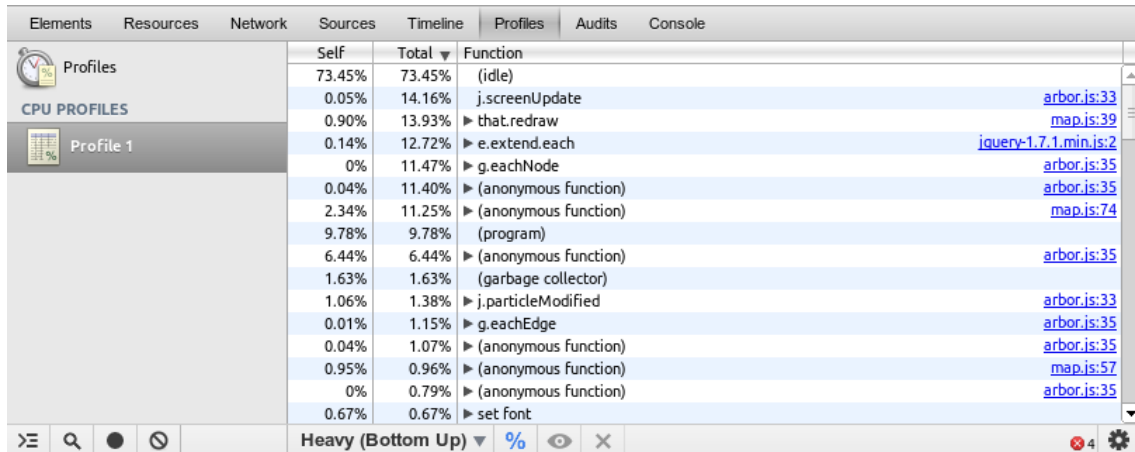 Elements Resources Network Sources Timeline Profiles Audits Console
Profiles
CPU PROFILES
Profile 1
Self Total Function
73.45% 73.45% (idle)
0.05% 14.16% j.screenUpdate arbor.js:33
0.90% 13.93% that.redraw map.js:39
0.14% 12.72% e.extend.each jquery-1.7.1.min.js:2
0% 11.47% g.eachNode arbor.js:35
0.04% 11.40% (anonymous function) arbor.js:35
2.34% 11.25% (anonymous function) map.js:74
9.78% 9.78% (program)
6.44% 6.44% (anonymous function) arbor.js:35
1.63% 1.63% (garbage collector)
1.06% 1.38% j.particleModified arbor.js:33
0.01% 1.15% g.eachEdge arbor.js:35
0.04% 1.07% (anonymous function) arbor.js:35
0.95% 0.96% (anonymous function) map.js:57
0% 0.79% (anonymous function) arbor.js:35
0.67% 0.67% set font
Heavy (Bottom Up) % 4